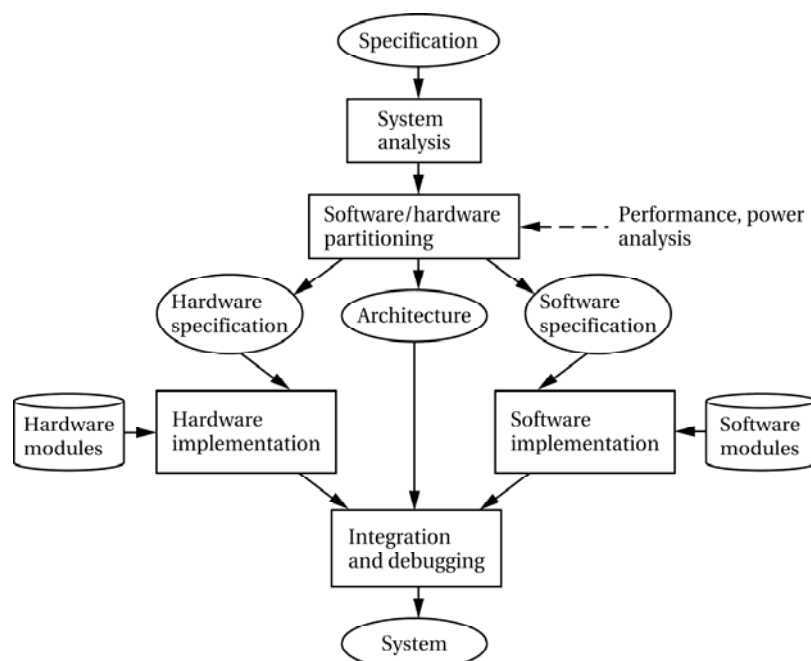 Specification
System
analysis
Software/hardware
partitioning
Performance, power
analysis
Hardware
specification
Architecture
Software
specification
Hardware
modules
Hardware
implementation
Software
implementation
Software
modules
Integration
and debugging
System